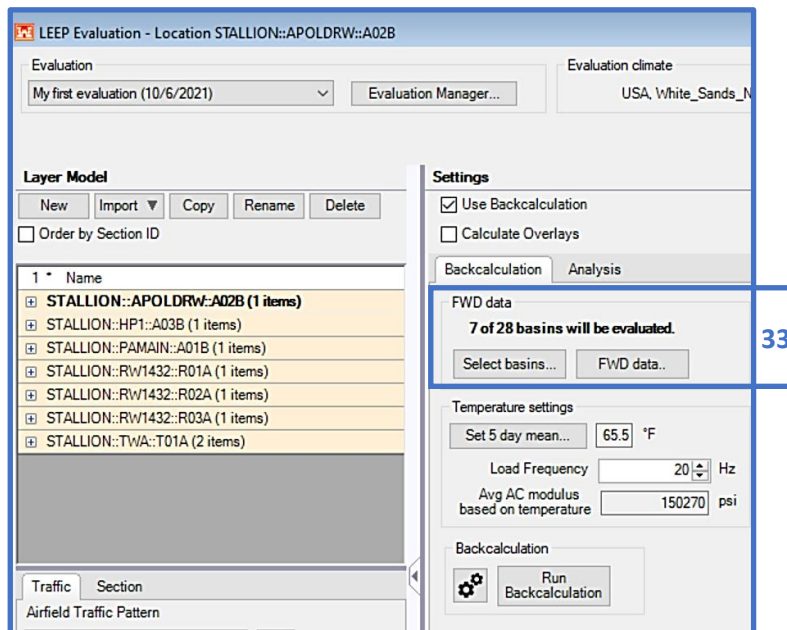 LEEP Evaluation - Location STALLION::APOLDRW::A02B
Evaluation
My first evaluation (10/6/2021)
Evaluation Manager...
Evaluation climate
USA, White_Sands_N
Layer Model
New Import Copy Rename Delete
Order by Section ID
1 Name
STALLION::APOLDRW::A02B (1 items)
STALLION::HP1::A03B (1 items)
STALLION::PAMAIN::A01B (1 items)
STALLION::RW1432::R01A (1 items)
STALLION::RW1432::R02A (1 items)
STALLION::RW1432::R03A (1 items)
STALLION::TWA::T01A (2 items)
Traffic Section
Airfield Traffic Pattern
Settings
Use Backcalculation
Calculate Overlays
Backcalculation Analysis
FWD data
7 of 28 basins will be evaluated.
Select basins... FWD data..
33
Temperature settings
Set 5 day mean... 65.5 °F
Load Frequency 20 Hz
Avg AC modulus
based on temperature 150270 psi
Backcalculation
Run
Backcalculation